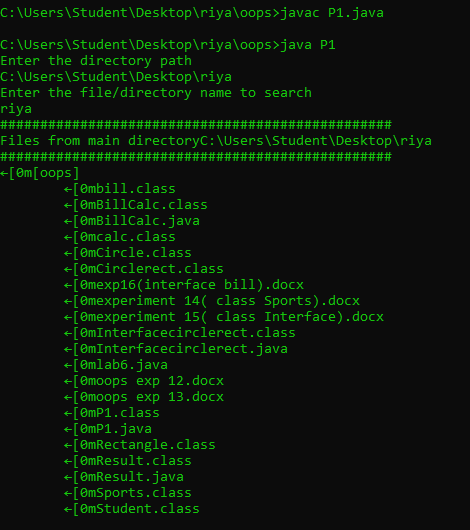 C:\Users\Student\Desktop\riya\oops>javac P1.java
C:\Users\Student\Desktop\riya\oops>java P1
Enter the directory path
C:\Users\Student\Desktop\riya
Enter the file/directory name to search
riya
#################################################
Files from main directoryC:\Users\Student\Desktop\riya
#################################################
←[0m[oops]
←[0mbill.class
←[0mBillCalc.class
←[0mBillCalc.java
←[0mcalc.class
←[0mCircle.class
←[0mCirclerect.class
←[0mexp16(interface bill).docx
←[0mexperiment 14( class Sports).docx
←[0mexperiment 15( class Interface).docx
←[0mInterfacecirclerect.class
←[0mInterfacecirclerect.java
←[0mlab6.java
←[0moops exp 12.docx
←[0moops exp 13.docx
←[0mP1.class
←[0mP1.java
←[0mRectangle.class
←[0mResult.class
←[0mResult.java
←[0mSports.class
←[0mStudent.class